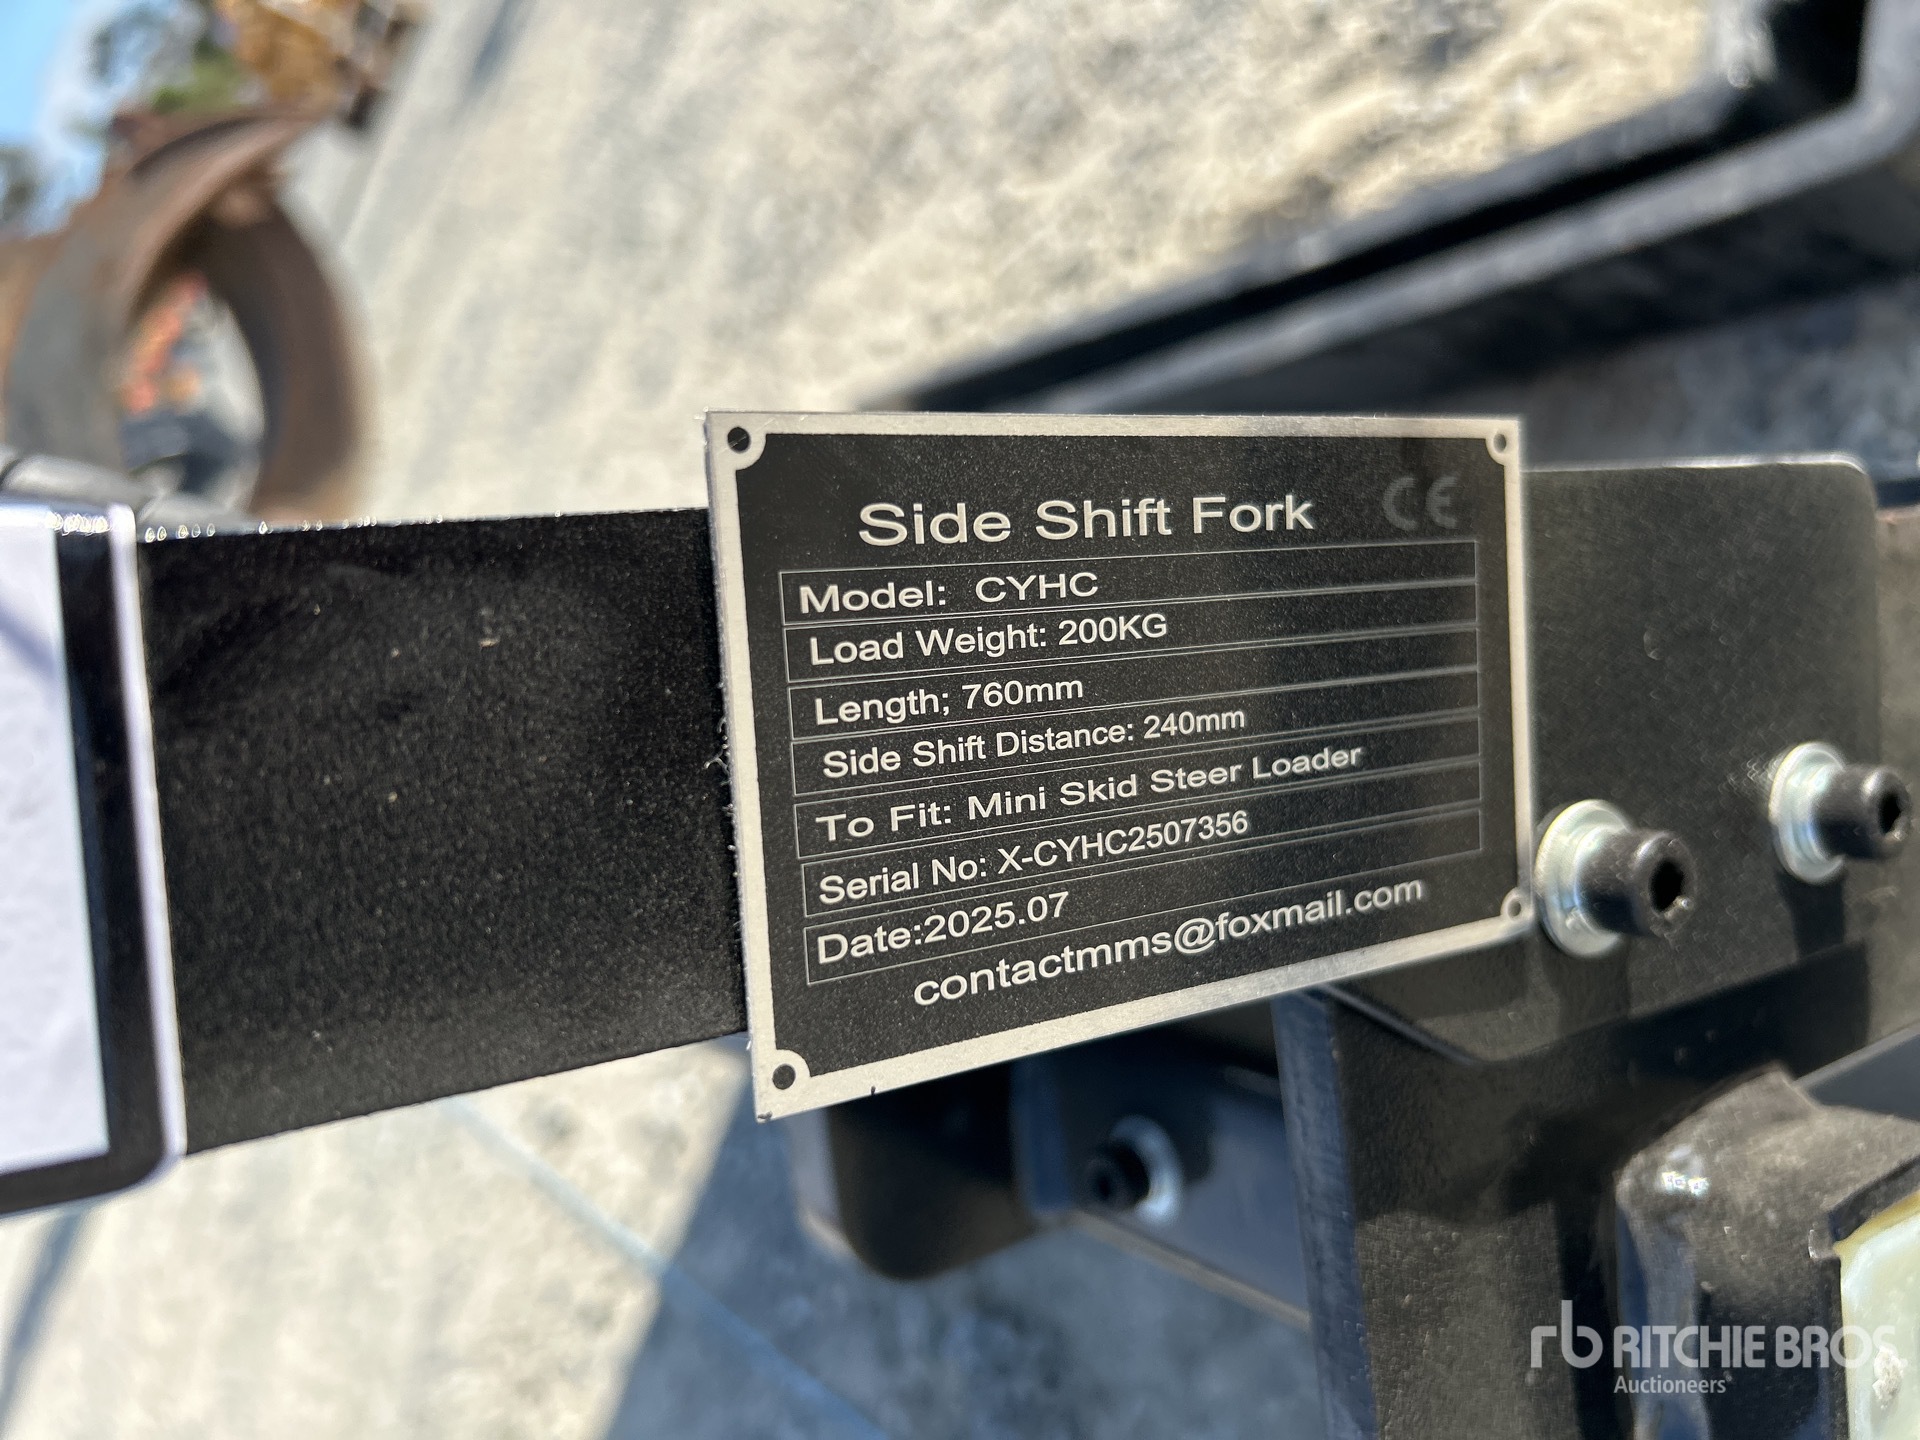 Side Shift Fork CE
Model: CYHC
Load Weight: 200KG
Length; 760mm
Side Shift Distance: 240mm
To Fit: Mini Skid Steer Loader
Serial No: X-CYHC2507356
Date:2025.07
contactmms@foxmail.com
rb RITCHIE BROS
Auctioneers